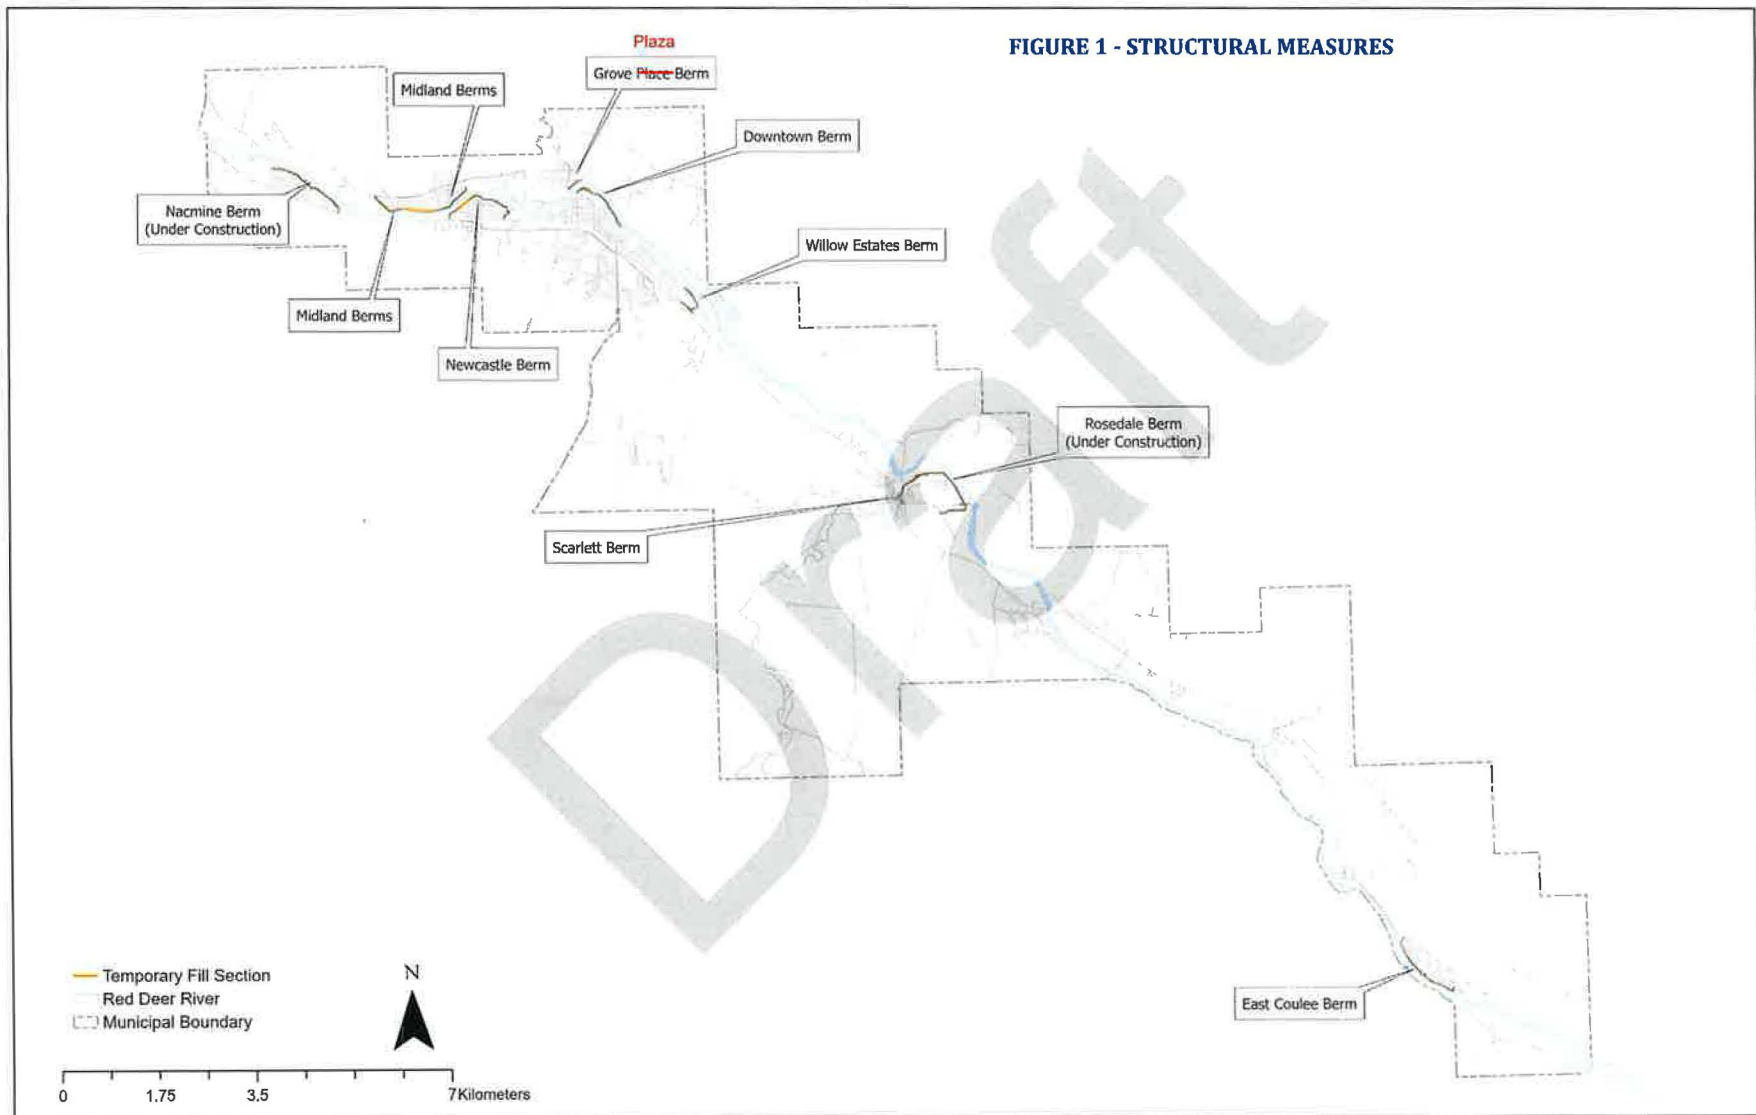 FIGURE 1 - STRUCTURAL MEASURES
Plaza
Grove Place Berm
Midland Berms
Downtown Berm
Nacmine Berm
(Under Construction)
Willow Estates Berm
Midland Berms
Newcastle Berm
Rosedale Berm
(Under Construction)
Scarlett Berm
Draft
East Coulee Berm
Temporary Fill Section
Red Deer River
Municipal Boundary
N
0 1.75 3.5 7 Kilometers